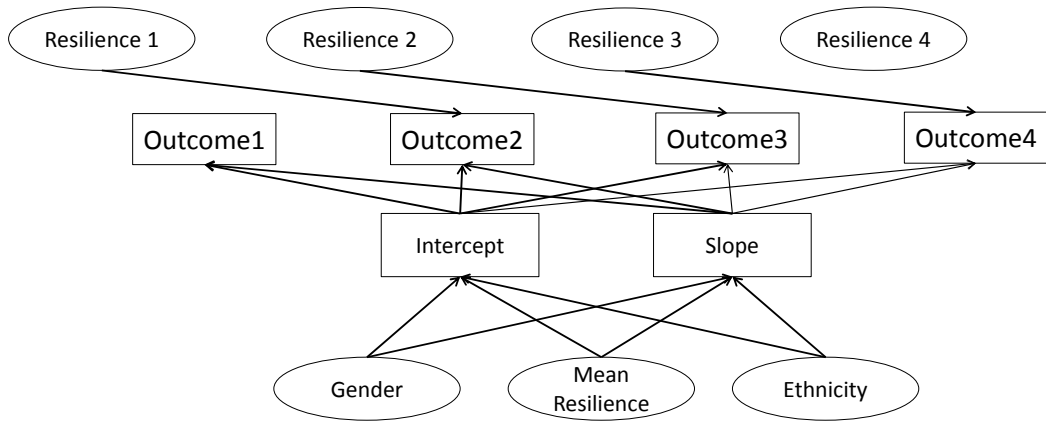 Resilience 1
Resilience 2
Resilience 3
Resilience 4
Outcome1
Outcome2
Outcome3
Outcome4
Intercept
Slope
Gender
Mean
Resilience
Ethnicity